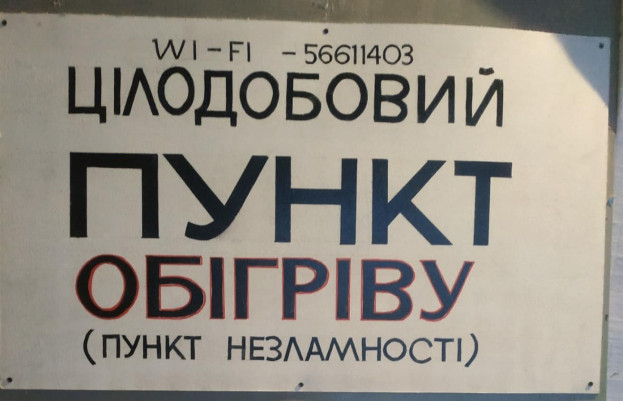 WI-FI - 56611403
ЦІЛОДОБОВИЙ
ПУНКТ
ОБІГРІВУ
(ПУНКТ НЕЗЛАМНОСТІ)